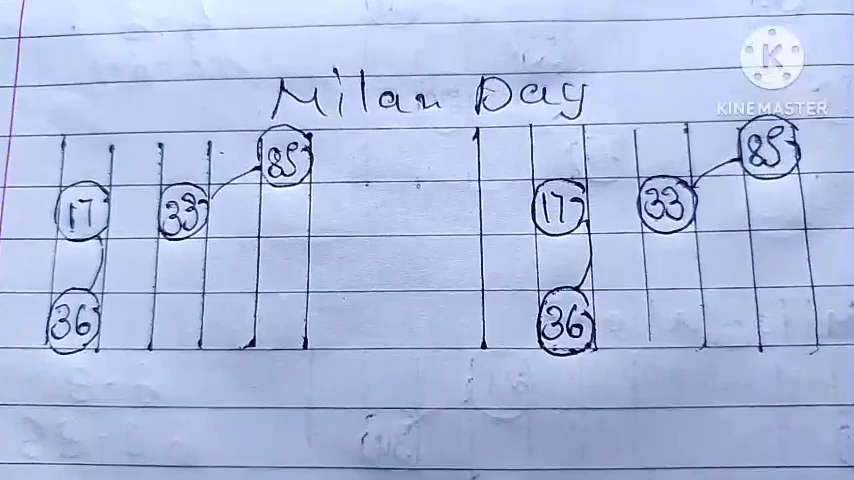 Milan Day
K
KINEMASTER
85 85
17 33 17 33
36 36